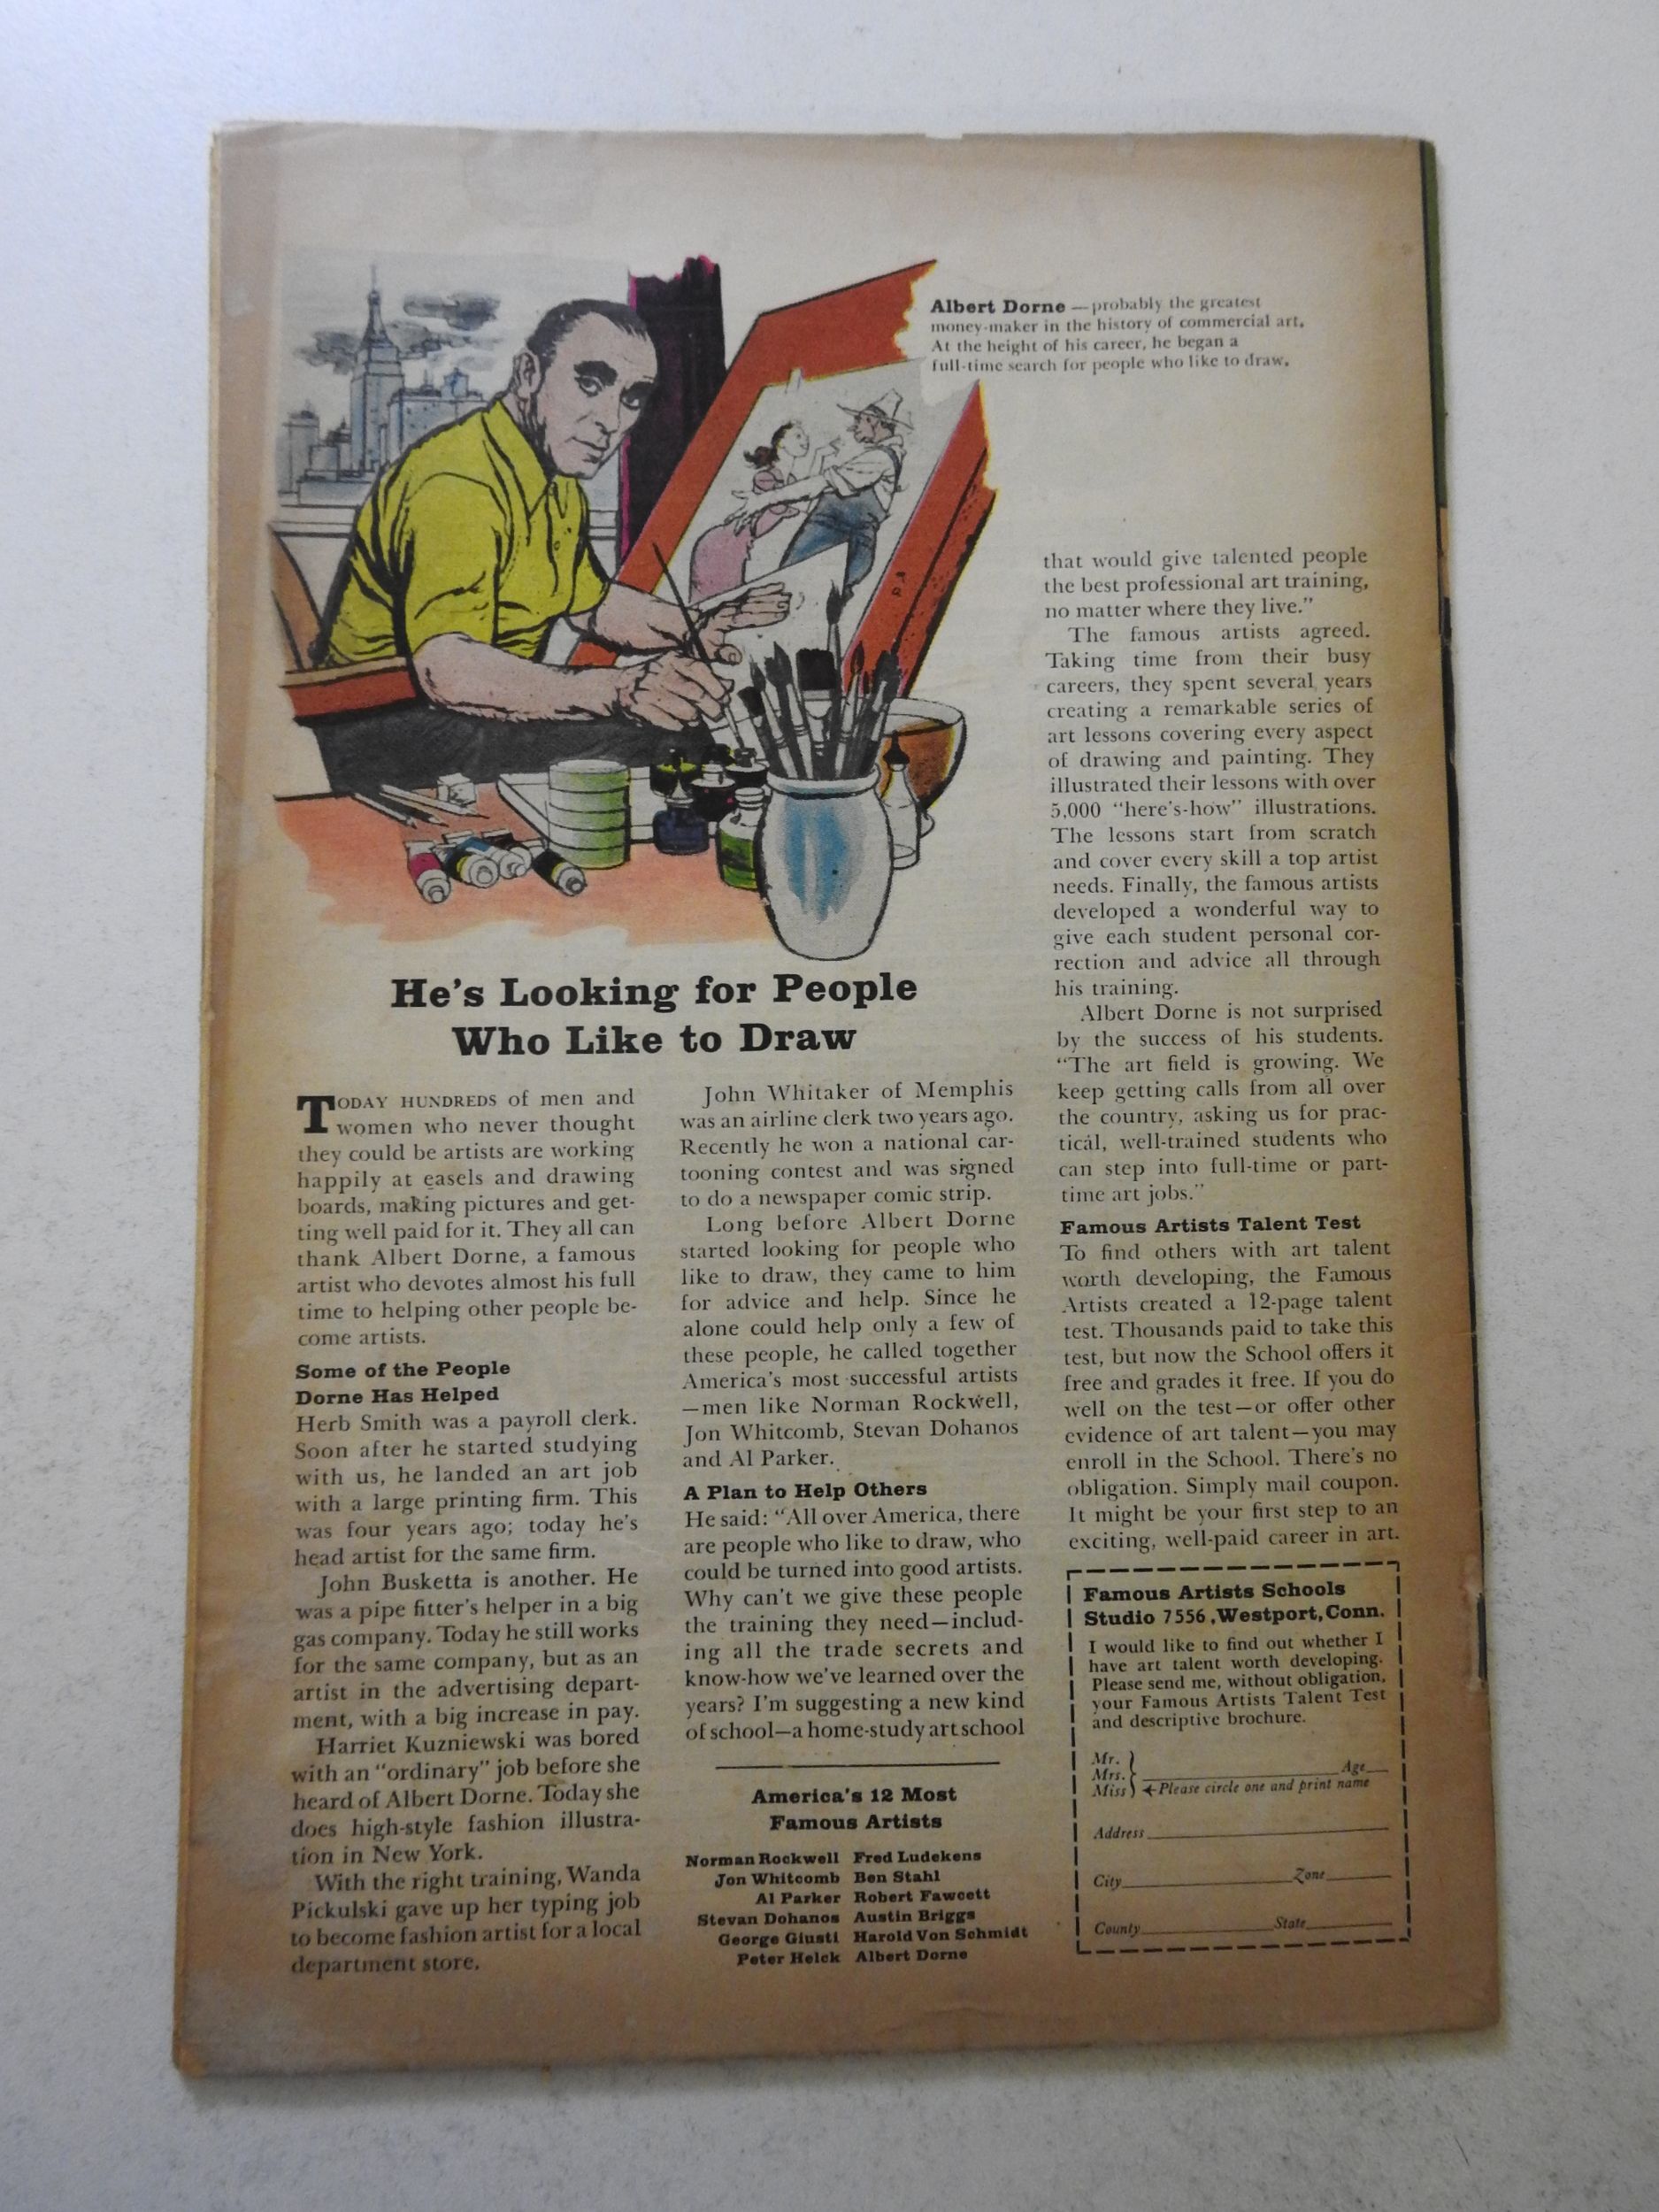 Albert Dorne — probably the greatest
money-maker in the history of commercial art.
At the height of his career, he began a
full-time search for people who like to draw.
He's Looking for People
Who Like to Draw
TODAY HUNDREDS of men and
women who never thought
they could be artists are working
happily at easels and drawing
boards, making pictures and get-
ting well paid for it. They all can
thank Albert Dorne, a famous
artist who devotes almost his full
time to helping other people be-
come artists.
Some of the People
Dorne Has Helped
Herb Smith was a payroll clerk.
Soon after he started studying
with us, he landed an art job
with a large printing firm. This
was four years ago; today he's
head artist for the same firm.
John Busketta is another. He
was a pipe fitter's helper in a big
gas company. Today he still works
for the same company, but as an
artist in the advertising depart-
ment, with a big increase in pay.
Harriet Kuzniewski was bored
with an "ordinary" job before she
heard of Albert Dorne. Today she
does high-style fashion illustra-
tion in New York.
With the right training, Wanda
Pickulski gave up her typing job
to become fashion artist for a local
department store.
John Whitaker of Memphis
was an airline clerk two years ago.
Recently he won a national car-
tooning contest and was signed
to do a newspaper comic strip.
Long before Albert Dorne
started looking for people who
like to draw, they came to him
for advice and help. Since he
alone could help only a few of
these people, he called together
America's most successful artists
—men like Norman Rockwell,
Jon Whitcomb, Stevan Dohanos
and Al Parker.
A Plan to Help Others
He said: "All over America, there
are people who like to draw, who
could be turned into good artists.
Why can't we give these people
the training they need—includ-
ing all the trade secrets and
know-how we've learned over the
years? I'm suggesting a new kind
of school—a home-study art school
America's 12 Most
Famous Artists
Norman Rockwell Fred Ludekens
Jon Whitcomb Ben Stahl
Al Parker Robert Fawcett
Stevan Dohanos Austin Briggs
George Giusti Harold Von Schmidt
Peter Helck Albert Dorne
that would give talented people
the best professional art training,
no matter where they live."
The famous artists agreed.
Taking time from their busy
careers, they spent several years
creating a remarkable series of
art lessons covering every aspect
of drawing and painting. They
illustrated their lessons with over
5,000 "here's-how" illustrations.
The lessons start from scratch
and cover every skill a top artist
needs. Finally, the famous artists
developed a wonderful way to
give each student personal cor-
rection and advice all through
his training.
Albert Dorne is not surprised
by the success of his students.
"The art field is growing. We
keep getting calls from all over
the country, asking us for prac-
tical, well-trained students who
can step into full-time or part-
time art jobs."
Famous Artists Talent Test
To find others with art talent
worth developing, the Famous
Artists created a 12-page talent
test. Thousands paid to take this
test, but now the School offers it
free and grades it free. If you do
well on the test—or offer other
evidence of art talent—you may
enroll in the School. There's no
obligation. Simply mail coupon.
It might be your first step to an
exciting, well-paid career in art.
Famous Artists Schools
Studio 7556, Westport, Conn.
I would like to find out whether I
have art talent worth developing.
Please send me, without obligation,
your Famous Artists Talent Test
and descriptive brochure.
Mr.
Mrs. Age
Miss ←Please circle one and print name
Address
City Zone
County State